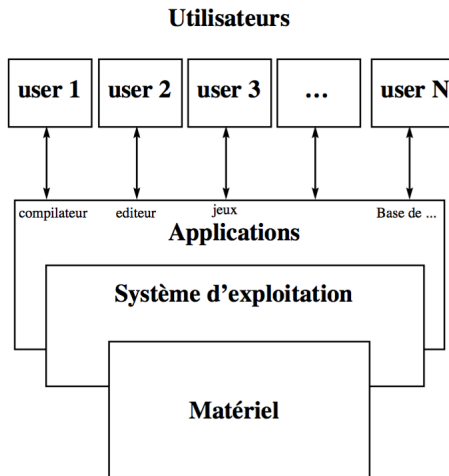 Utilisateurs
user 1 user 2 user 3 ... user N
compilateur editeur jeux Base de ...
Applications
Système d'exploitation
Matériel